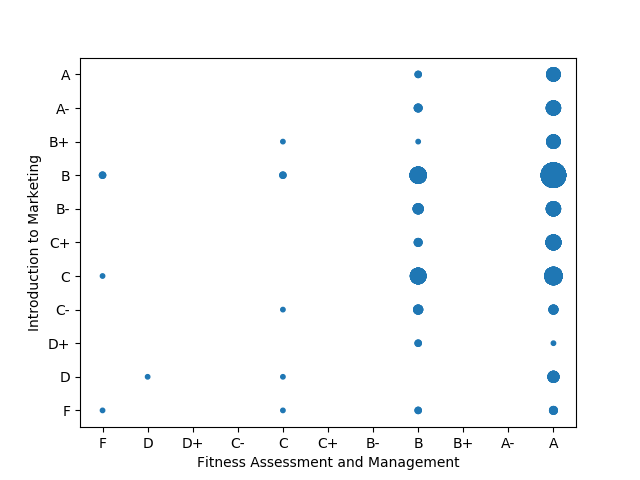 Introduction to Marketing
A
A-
B+
B
B-
C+
C
C-
D+
D
F
F D D+ C- C C+ B- B B+ A- A
Fitness Assessment and Management